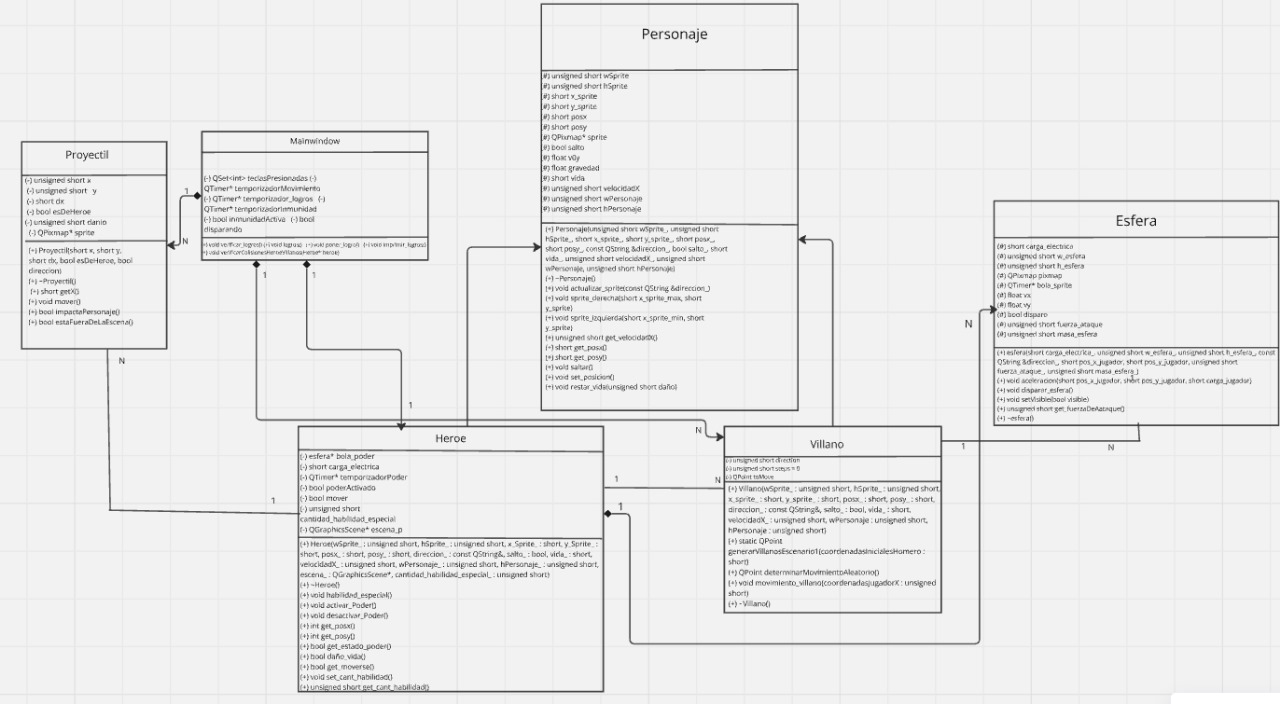 Personaje
(#) unsigned short wSprite
(#) unsigned short hSprite
(#) short x_sprite
(#) short y_sprite
(#) short posx
(#) short posy
(#) QPixmap* sprite
(#) bool salto
(#) float v0y
(#) float gravedad
(#) short vida
(#) unsigned short velocidadX
(#) unsigned short wPersonaje
(#) unsigned short hPersonaje
(+) Personaje(unsigned short wSprite_, unsigned short
hSprite_, short x_sprite_, short y_sprite_, short posx_,
short posy_, const QString &direccion_, bool salto_, short
vida_, unsigned short velocidadX_, unsigned short
wPersonaje, unsigned short hPersonaje)
(+) ~Personaje()
(+) void actualizar_sprite(const QString &direccion_)
(+) void sprite_derecha(short x_sprite_max, short
y_sprite)
(+) void sprite_izquierda(short x_sprite_min, short
y_sprite)
(+) unsigned short get_velocidadX()
(+) short get_posx()
(+) short get_posy()
(+) void saltar()
(+) void set_posicion()
(+) void restar_vida(unsigned short daño)
Proyectil
(-) unsigned short x
(-) unsigned short y
(-) short dx
(-) bool esDeHeroe
(-) unsigned short danio
(-) QPixmap* sprite
(+) Proyectil(short x, short y,
short dx, bool esDeHeroe, bool
direccion)
(+) ~Proyectil()
(+) short getX()
(+) void mover()
(+) bool impactaPersonaje()
(+) bool estaFueraDeLaEscena()
Mainwindow
(-) QSet<int> teclasPresionadas (-)
QTimer* temporizadorMovimiento
(-) QTimer* temporizador_logros (-)
QTimer* temporizadorInmunidad
(-) bool inmunidadActiva (-) bool
disparando
(+) void verificar_logros() (+) void logros() (+) void poner_logro() (+) void imprimir_logros()
(+) void verificarColisionesHeroeVillanos(Heroe* heroe)
1
N
1
1
1
N
N
1
Esfera
(#) short carga_electrica
(#) unsigned short w_esfera
(#) unsigned short h_esfera
(#) QPixmap pixmap
(#) QTimer* bola_sprite
(#) float vx
(#) float vy
(#) bool disparo
(#) unsigned short fuerza_ataque
(#) unsigned short masa_esfera
(+) esfera(short carga_electrica_, unsigned short w_esfera_, unsigned short h_esfera_, const
QString &direccion_, short pos_x_jugador, short pos_y_jugador, unsigned short
fuerza_ataque_, unsigned short masa_esfera_)
(+) void aceleracion(short pos_x_jugador, short pos_y_jugador, short carga_jugador)
(+) void disparar_esfera()
(+) void setVisible(bool visible)
(+) unsigned short get_fuerzaDeAataque()
(+) ~esfera()
Heroe
(-) esfera* bola_poder
(-) short carga_electrica
(-) QTimer* temporizadorPoder
(-) bool poderActivado
(-) bool mover
(-) unsigned short
cantidad_habilidad_especial
(-) QGraphicsScene* escena_p
(+) Heroe(wSprite_ : unsigned short, hSprite_ : unsigned short, x_Sprite_ : short, y_Sprite_ :
short, posx_ : short, posy_ : short, direccion_ : const QString&, salto_ : bool, vida_ : short,
velocidadX_ : unsigned short, wPersonaje_ : unsigned short, hPersonaje_ : unsigned short,
escena_ : QGraphicsScene*, cantidad_habilidad_especial_ : unsigned short)
(+) ~Heroe()
(+) void habilidad_especial()
(+) void activar_Poder()
(+) void desactivar_Poder()
(+) int get_posx()
(+) int get_posy()
(+) bool get_estado_poder()
(+) bool daño_vida()
(+) bool get_moverse()
(+) void set_cant_habilidad()
(+) unsigned short get_cant_habilidad()
1
N
1
Villano
(-) unsigned short direction
(-) unsigned short steps = 0
(-) QPoint toMove
(+) Villano(wSprite_ : unsigned short, hSprite_ : unsigned short,
x_sprite_ : short, y_sprite_ : short, posx_ : short, posy_ : short,
direccion_ : const QString&, salto_ : bool, vida_ : short,
velocidadX_ : unsigned short, wPersonaje : unsigned short,
hPersonaje : unsigned short)
(+) static QPoint
generarVillanosEscenario1(coordenadasInicialesHomero :
short)
(+) QPoint determinarMovimientoAleatorio()
(+) void movimiento_villano(coordenadasJugadorX : unsigned
short)
(+) ~Villano()
1
N
N